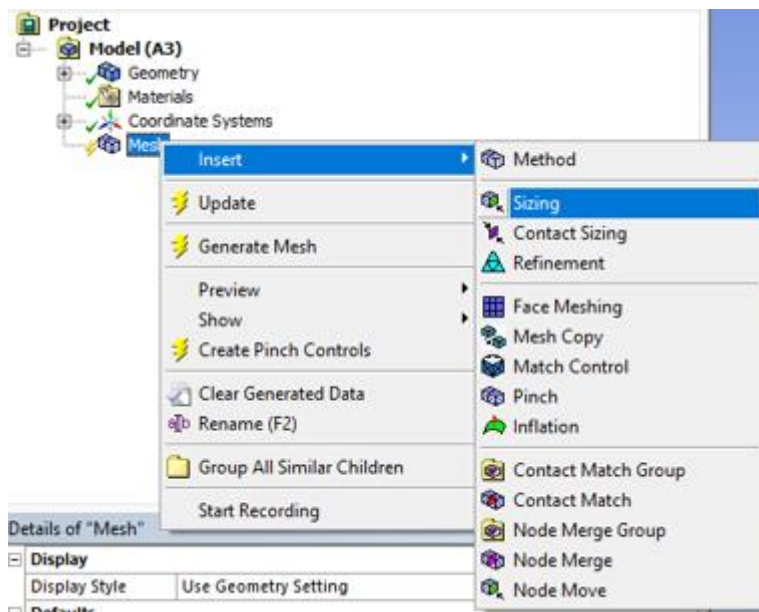 Project
Model (A3)
Geometry
Materials
Coordinate Systems
Mesh
Insert
Update
Generate Mesh
Preview
Show
Create Pinch Controls
Clear Generated Data
Rename (F2)
Group All Similar Children
Start Recording
Method
Sizing
Contact Sizing
Refinement
Face Meshing
Mesh Copy
Match Control
Pinch
Inflation
Contact Match Group
Contact Match
Node Merge Group
Node Merge
Node Move
Details of "Mesh"
Display
Display Style Use Geometry Setting
Defaults